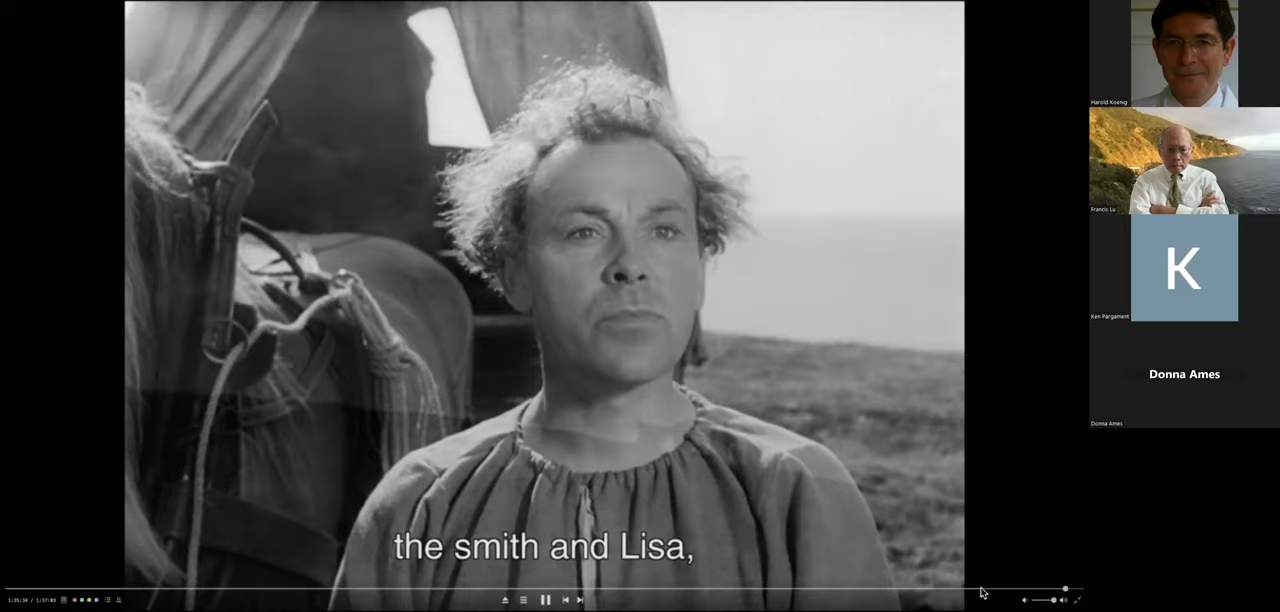 Harold Koenig
Francis Lu
K
Ken Pargament
Donna Ames
Donna Ames
the smith and Lisa,
1:35:34 / 1:37:03